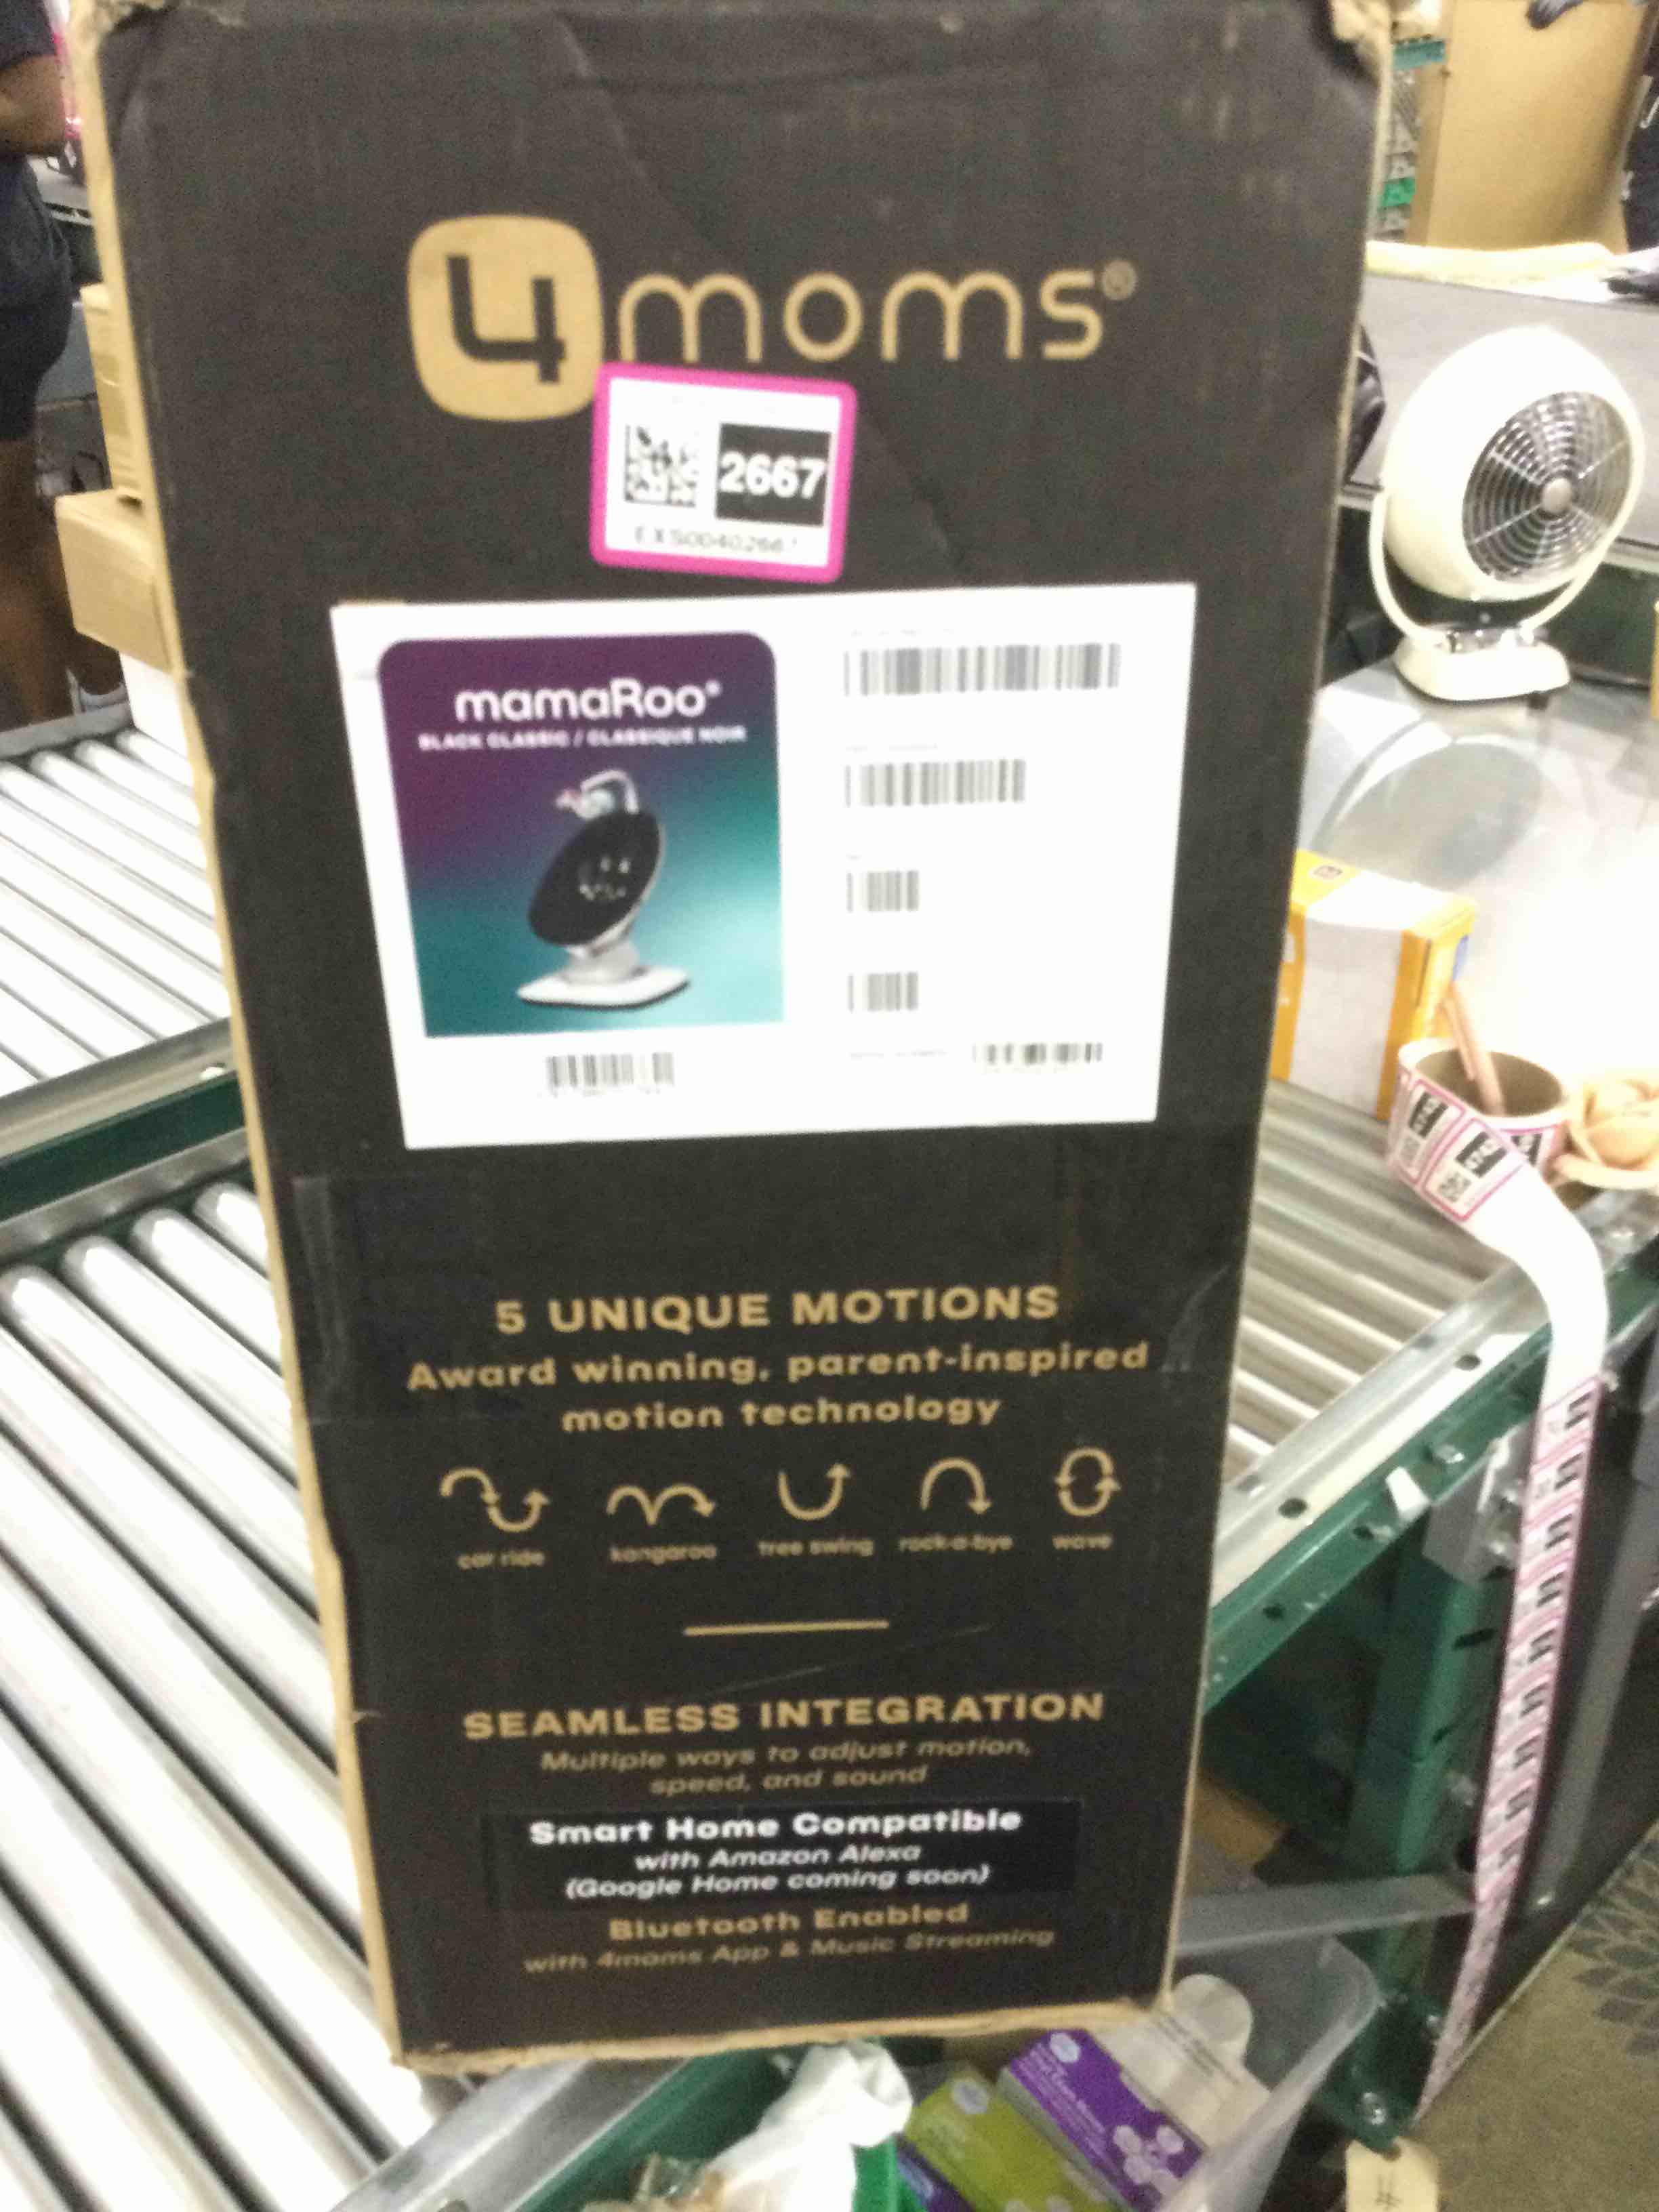 4moms®
2667
EXS00402667
mamaRoo®
BLACK CLASSIC / CLASSIQUE NOIR
5 UNIQUE MOTIONS
Award winning, parent-inspired
motion technology
car ride kangaroo tree swing rock-a-bye wave
SEAMLESS INTEGRATION
Multiple ways to adjust motion,
speed, and sound
Smart Home Compatible
with Amazon Alexa
(Google Home coming soon)
Bluetooth Enabled
with 4moms App & Music Streaming